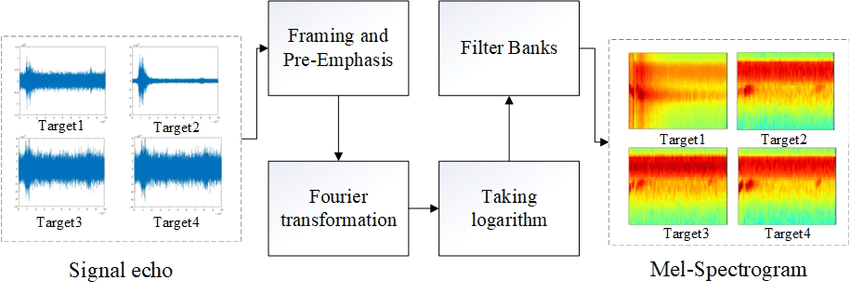 Target1
Target2
Target3
Target4
Signal echo
Framing and
Pre-Emphasis
Fourier
transformation
Taking
logarithm
Filter Banks
Target1
Target2
Target3
Target4
Mel-Spectrogram